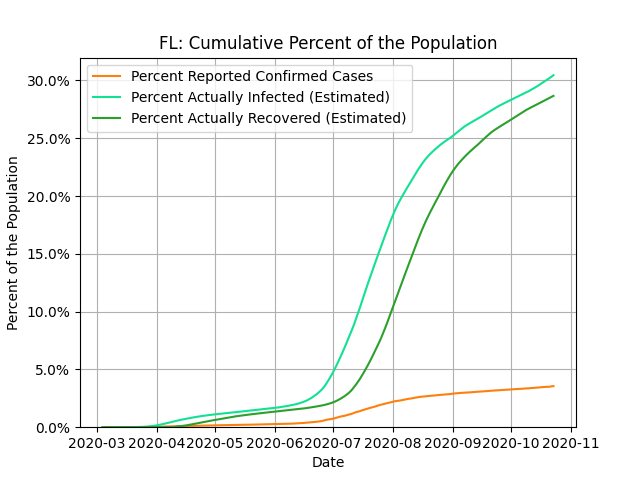 FL: Cumulative Percent of the Population
Percent Reported Confirmed Cases
Percent Actually Infected (Estimated)
Percent Actually Recovered (Estimated)
30.0%
25.0%
20.0%
15.0%
10.0%
5.0%
0.0%
Percent of the Population
2020-03 2020-04 2020-05 2020-06 2020-07 2020-08 2020-09 2020-10 2020-11
Date